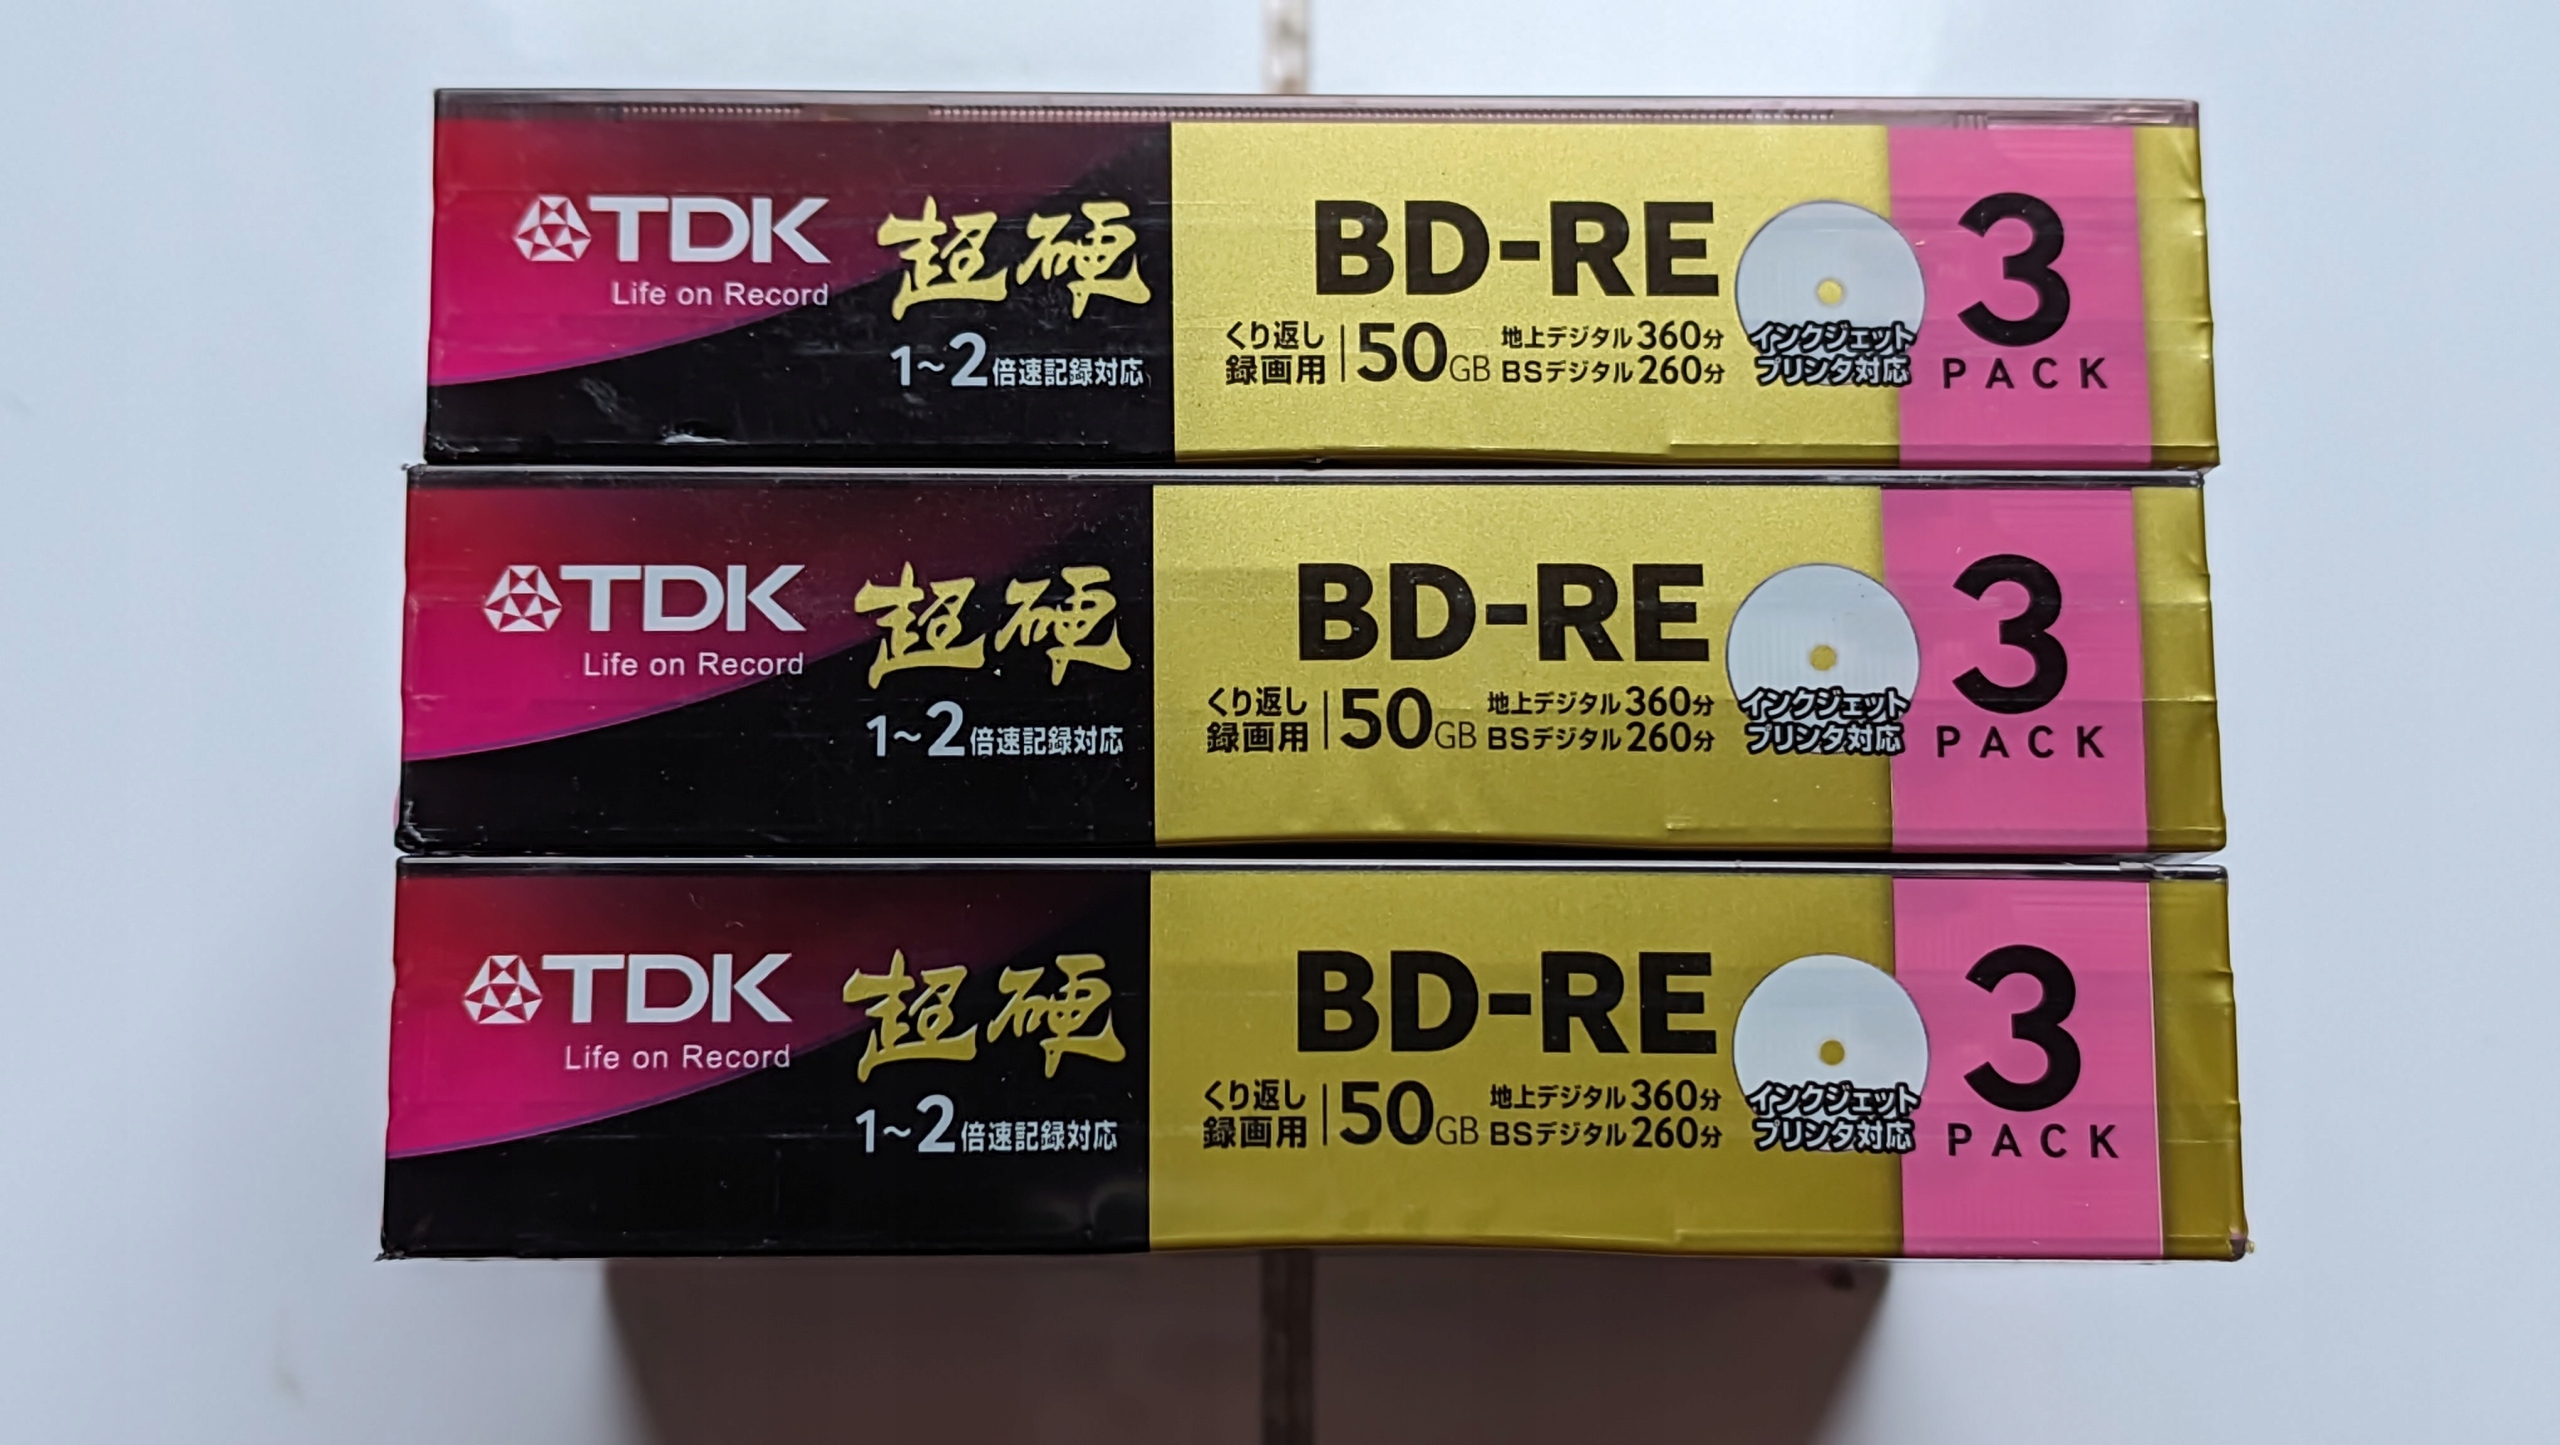 TDK 超硬
Life on Record
1~2倍速記録対応
BD-RE
くり返し
録画用
50GB
地上デジタル360分
BSデジタル260分
インクジェット
プリンタ対応
3
PACK
TDK 超硬
Life on Record
1~2倍速記録対応
BD-RE
くり返し
録画用
50GB
地上デジタル360分
BSデジタル260分
インクジェット
プリンタ対応
3
PACK
TDK 超硬
Life on Record
1~2倍速記録対応
BD-RE
くり返し
録画用
50GB
地上デジタル360分
BSデジタル260分
インクジェット
プリンタ対応
3
PACK